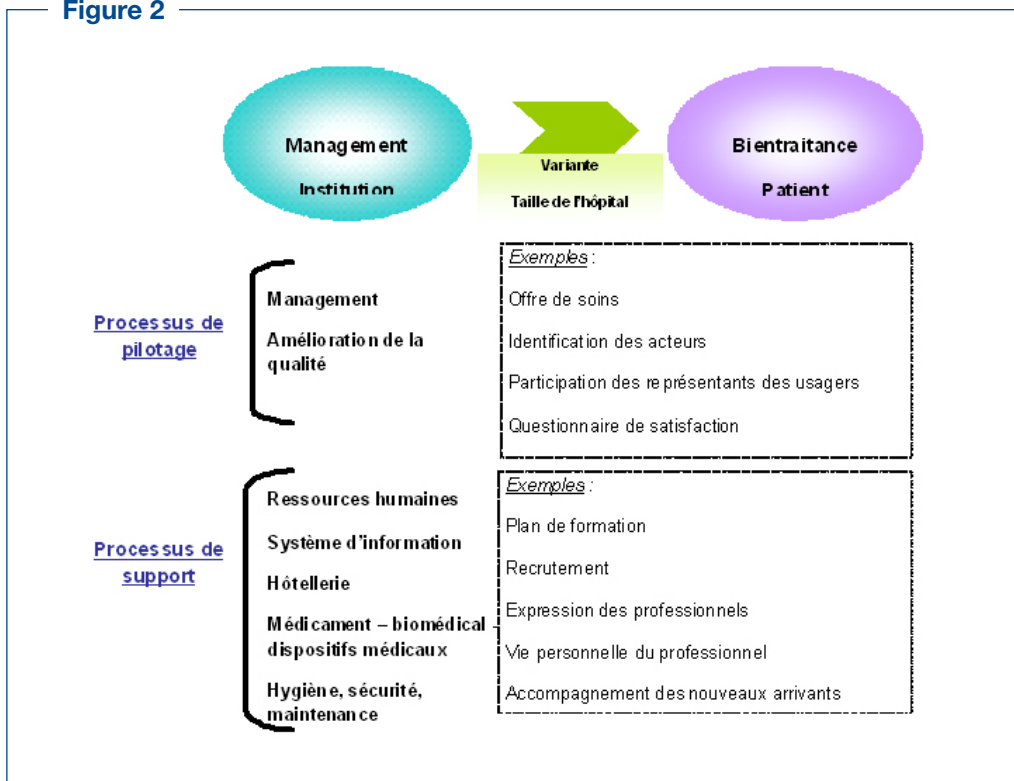 Figure 2
Management
Institution
Variante
Taille de l'hôpital
Bientraitance
Patient
Processus de
pilotage
Management
Amélioration de la
qualité
Exemples :
Offre de soins
Identification des acteurs
Participation des représentants des usagers
Questionnaire de satisfaction
Processus de
support
Ressources humaines
Système d'information
Hôtellerie
Médicament – biomédical
dispositifs médicaux
Hygiène, sécurité,
maintenance
Exemples :
Plan de formation
Recrutement
Expression des professionnels
Vie personnelle du professionnel
Accompagnement des nouveaux arrivants